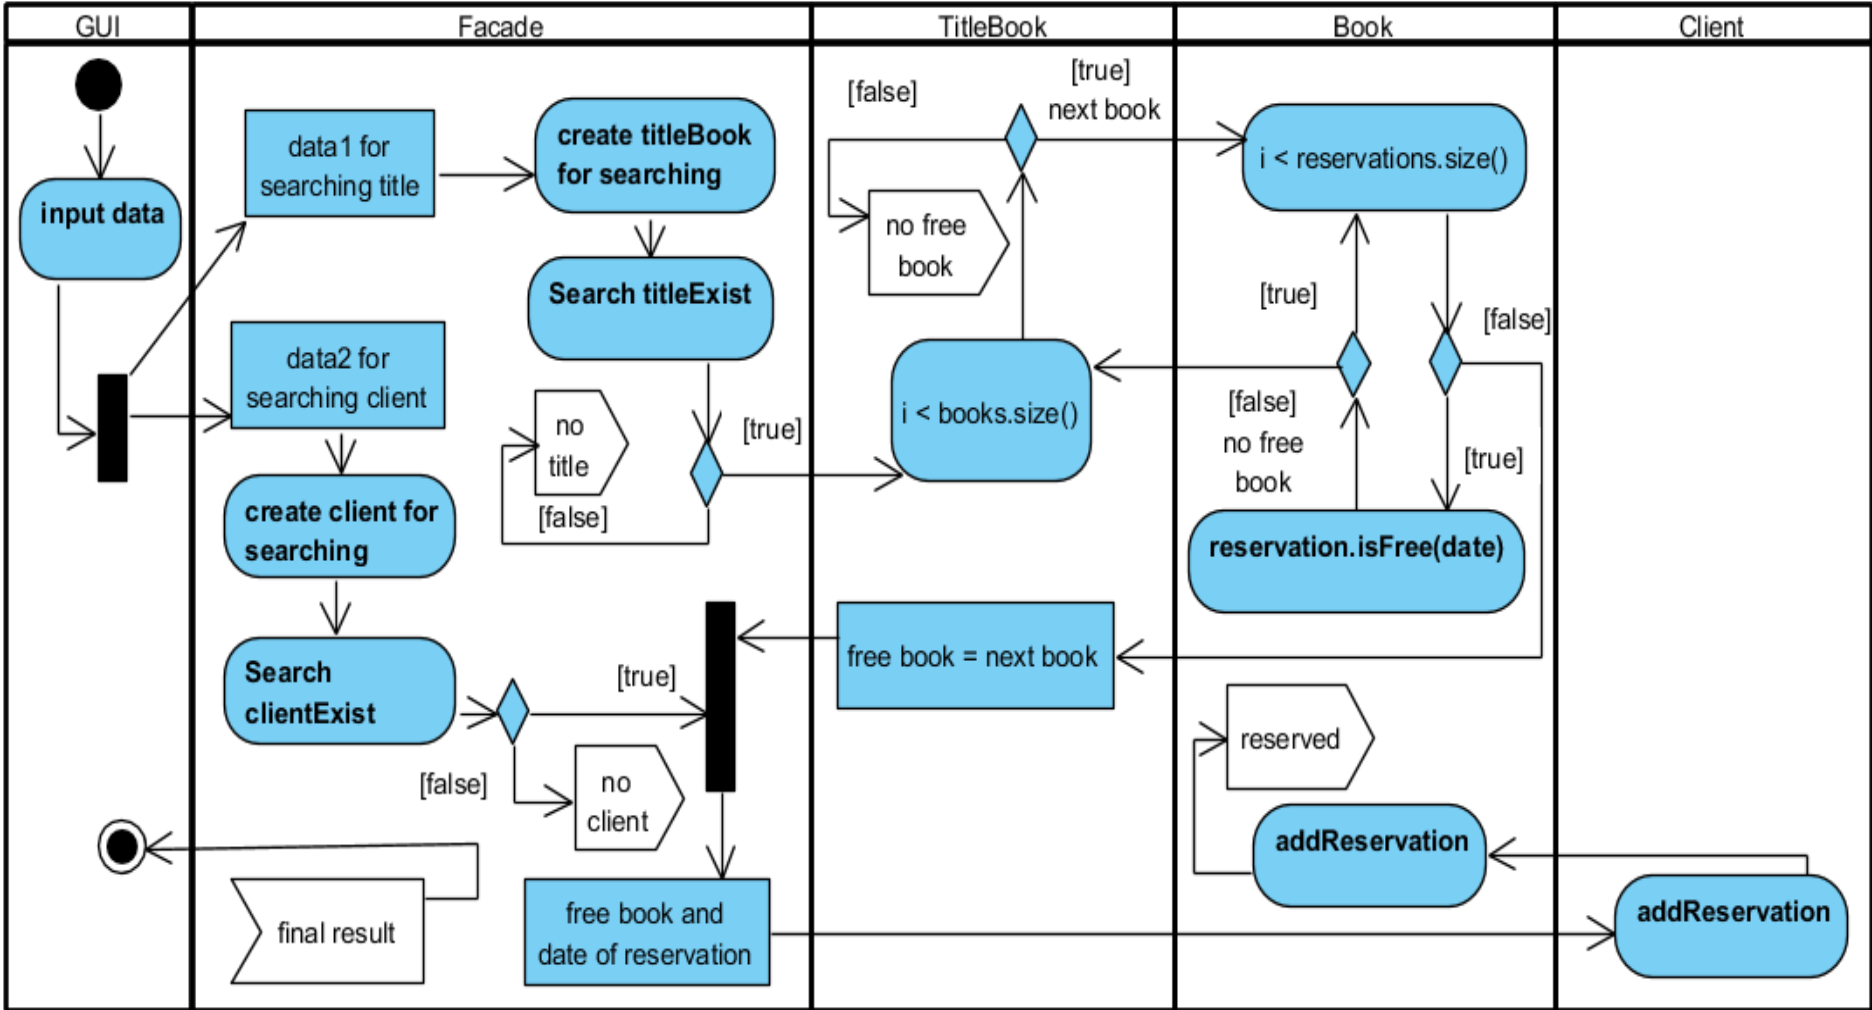 GUI
Facade
TitleBook
Book
Client
input data
data1 for
searching title
create titleBook
for searching
Search titleExist
data2 for
searching client
no
title
[true]
[false]
create client for
searching
Search
clientExist
[true]
[false]
no
client
final result
free book and
date of reservation
[false]
[true]
next book
no free
book
i < books.size()
free book = next book
i < reservations.size()
[true]
[false]
[false]
no free
book
[true]
reservation.isFree(date)
reserved
addReservation
addReservation